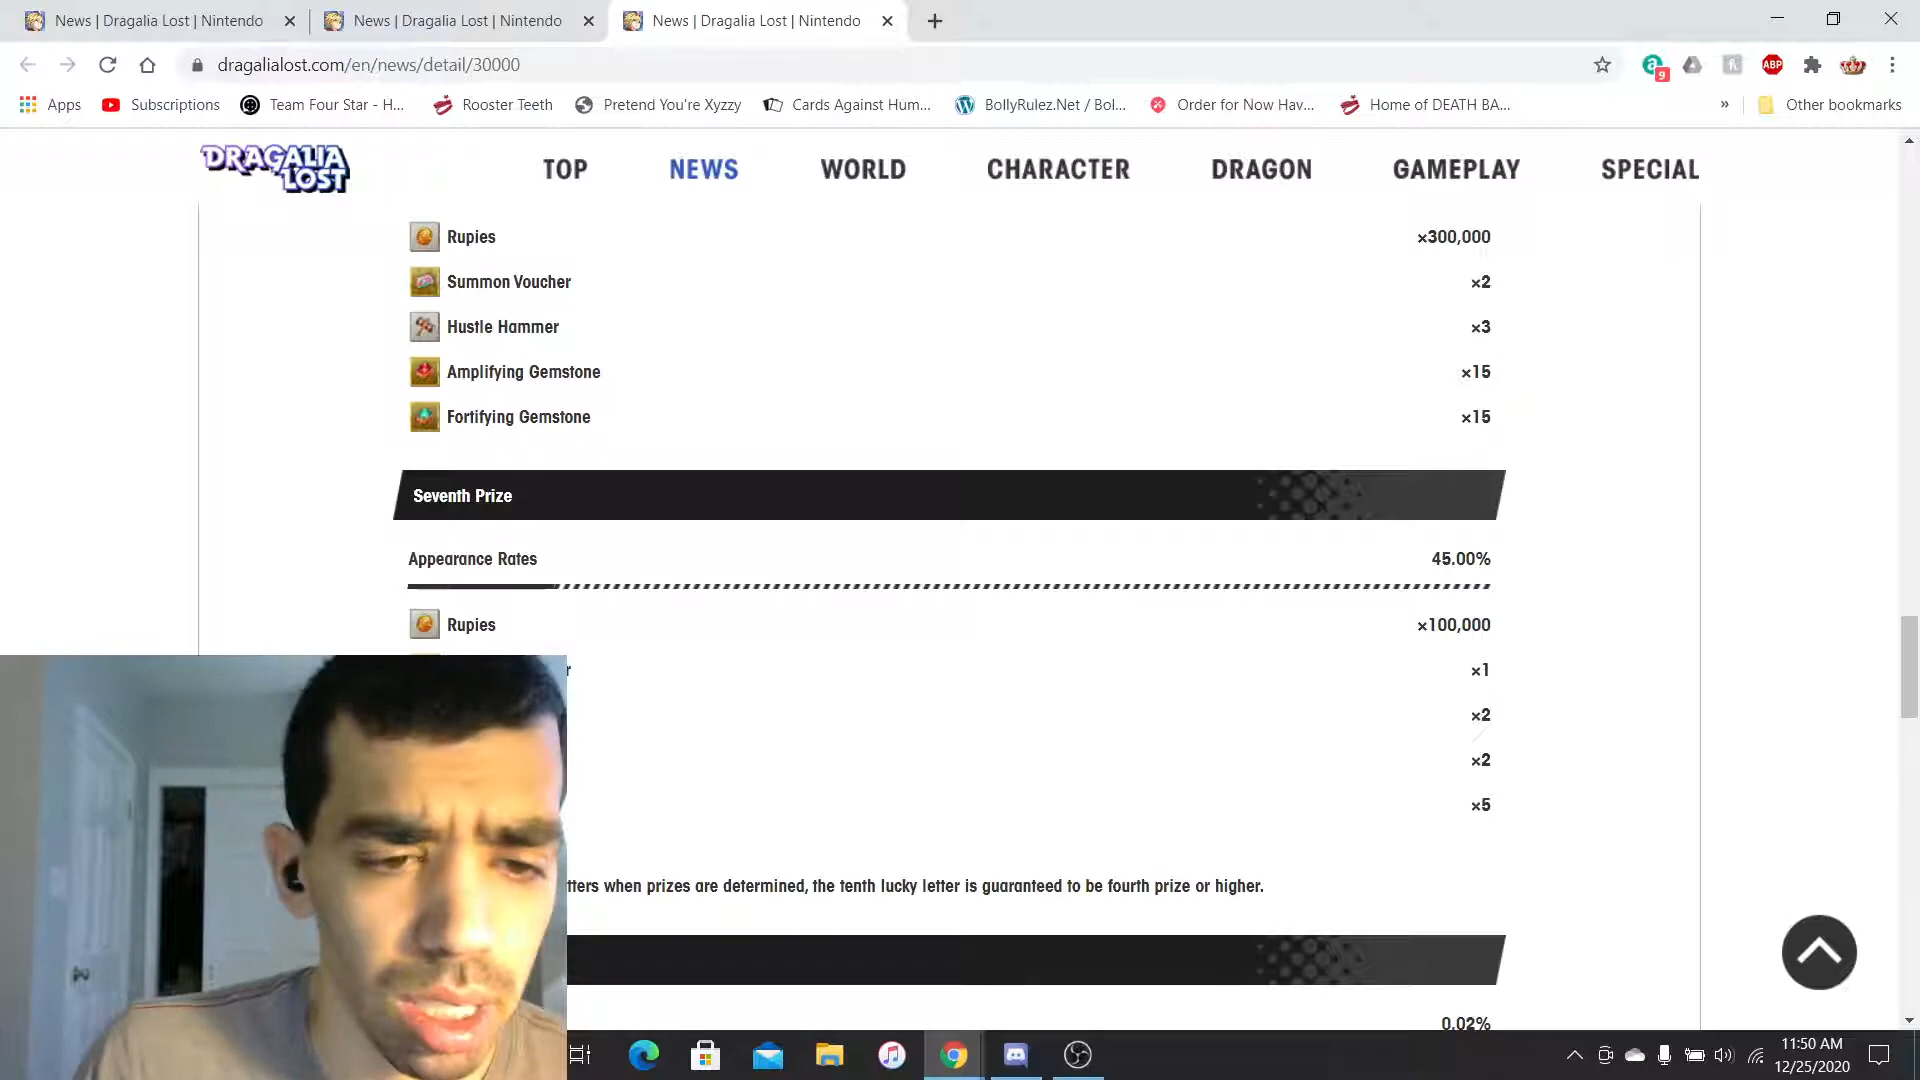 News | Dragalia Lost | Nintendo
News | Dragalia Lost | Nintendo
News | Dragalia Lost | Nintendo
dragalialost.com/en/news/detail/30000
9
ABP
Apps
Subscriptions
Team Four Star - H...
Rooster Teeth
Pretend You're Xyzzy
Cards Against Hum...
BollyRulez.Net / Bol...
Order for Now Hav...
Home of DEATH BA...
»
Other bookmarks
DRAGALIA LOST
TOP
NEWS
WORLD
CHARACTER
DRAGON
GAMEPLAY
SPECIAL
Rupies ×300,000
Summon Voucher ×2
Hustle Hammer ×3
Amplifying Gemstone ×15
Fortifying Gemstone ×15
Seventh Prize
Appearance Rates 45.00%
Rupies ×100,000
r ×1
×2
×2
×5
tters when prizes are determined, the tenth lucky letter is guaranteed to be fourth prize or higher.
0.02%
11:50 AM
12/25/2020